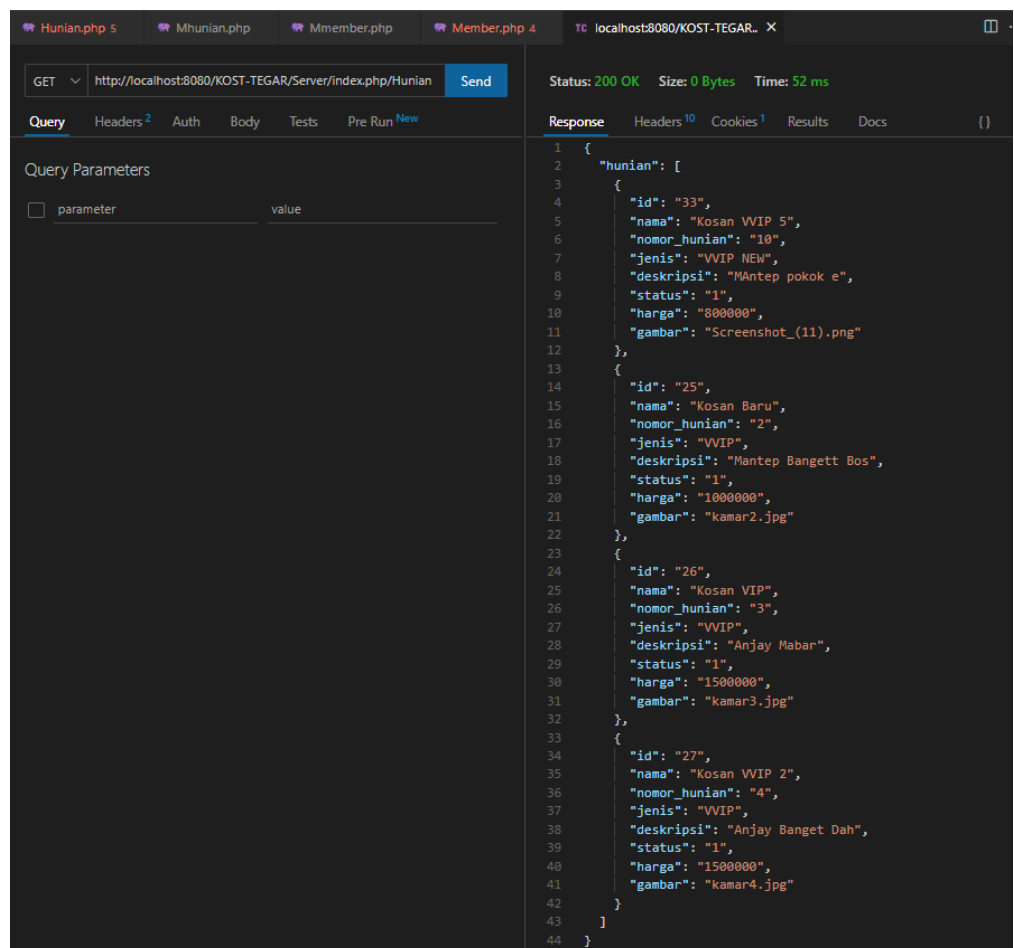 Hunian.php 5 Mhunian.php Mmember.php Member.php 4 TC localhost:8080/KOST-TEGAR.. ×
GET http://localhost:8080/KOST-TEGAR/Server/index.php/Hunian Send
Query Headers 2 Auth Body Tests Pre Run New
Query Parameters
parameter value
Status: 200 OK Size: 0 Bytes Time: 52 ms
Response Headers 10 Cookies 1 Results Docs {}
1 {
2 "hunian": [
3 {
4 "id": "33",
5 "nama": "Kosan VVIP 5",
6 "nomor_hunian": "10",
7 "jenis": "VVIP NEW",
8 "deskripsi": "MAntep pokok e",
9 "status": "1",
10 "harga": "800000",
11 "gambar": "Screenshot_(11).png"
12 },
13 {
14 "id": "25",
15 "nama": "Kosan Baru",
16 "nomor_hunian": "2",
17 "jenis": "VVIP",
18 "deskripsi": "Mantep Bangett Bos",
19 "status": "1",
20 "harga": "1000000",
21 "gambar": "kamar2.jpg"
22 },
23 {
24 "id": "26",
25 "nama": "Kosan VIP",
26 "nomor_hunian": "3",
27 "jenis": "VVIP",
28 "deskripsi": "Anjay Mabar",
29 "status": "1",
30 "harga": "1500000",
31 "gambar": "kamar3.jpg"
32 },
33 {
34 "id": "27",
35 "nama": "Kosan VVIP 2",
36 "nomor_hunian": "4",
37 "jenis": "VVIP",
38 "deskripsi": "Anjay Banget Dah",
39 "status": "1",
40 "harga": "1500000",
41 "gambar": "kamar4.jpg"
42 }
43 ]
44 }